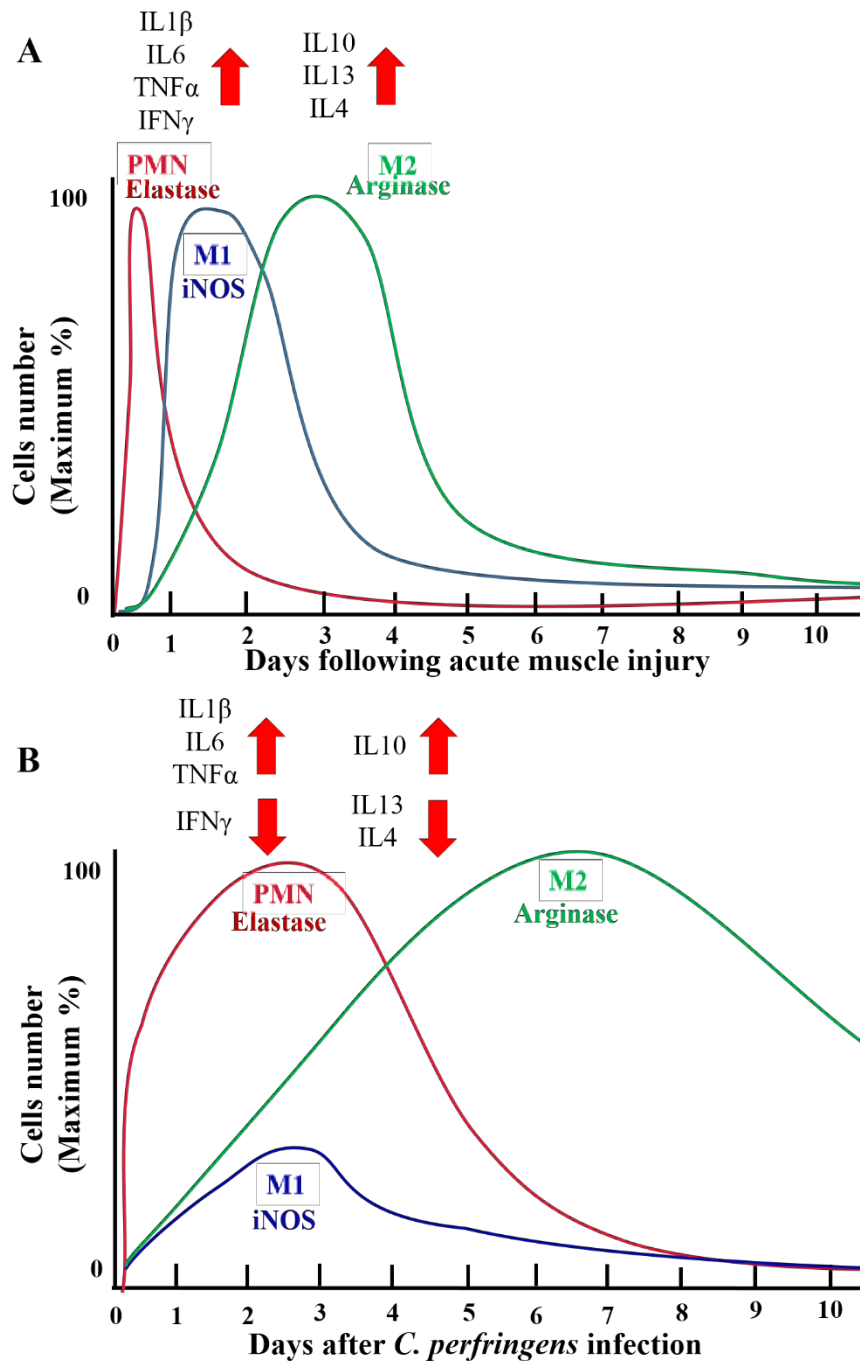 A
IL1β
IL6
TNFα
IFNγ
IL10
IL13
IL4
PMN
Elastase
M2
Arginase
M1
iNOS
100
0
Cells number
(Maximum %)
0 1 2 3 4 5 6 7 8 9 10
Days following acute muscle injury
B
IL1β
IL6
TNFα
IFNγ
IL10
IL13
IL4
PMN
Elastase
M2
Arginase
M1
iNOS
100
0
Cells number
(Maximum %)
0 1 2 3 4 5 6 7 8 9 10
Days after C. perfringens infection